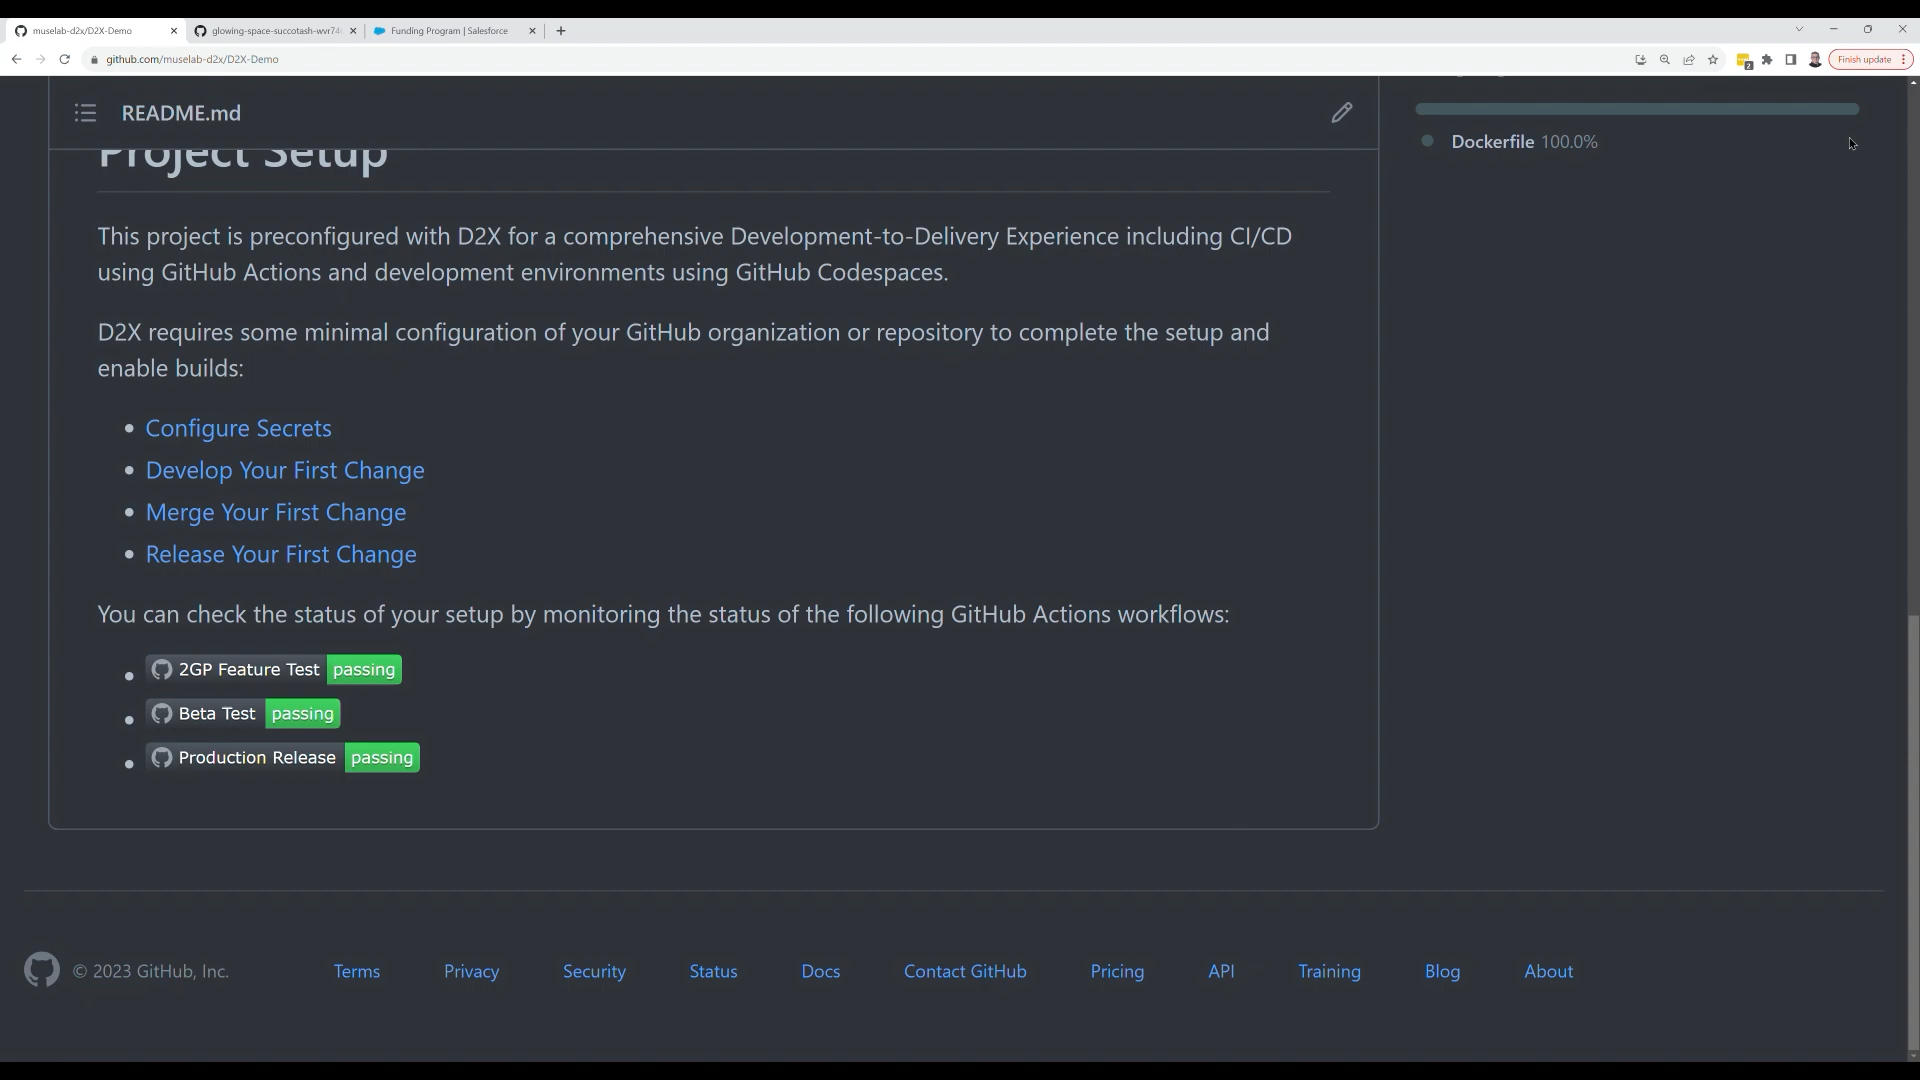 muselab-d2x/D2X-Demo
glowing-space-succotash-wvr74
Funding Program | Salesforce
github.com/muselab-d2x/D2X-Demo
2
Finish update
README.md
Dockerfile 100.0%
Project Setup
This project is preconfigured with D2X for a comprehensive Development-to-Delivery Experience including CI/CD
using GitHub Actions and development environments using GitHub Codespaces.
D2X requires some minimal configuration of your GitHub organization or repository to complete the setup and
enable builds:
Configure Secrets
Develop Your First Change
Merge Your First Change
Release Your First Change
You can check the status of your setup by monitoring the status of the following GitHub Actions workflows:
2GP Feature Test passing
Beta Test passing
Production Release passing
© 2023 GitHub, Inc. Terms Privacy Security Status Docs Contact GitHub Pricing API Training Blog About